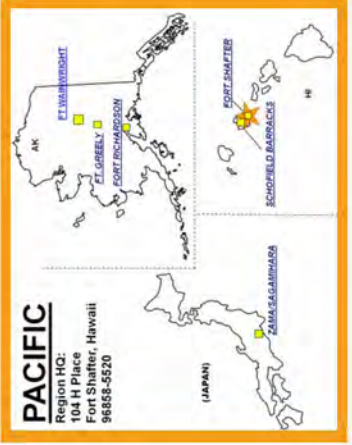 PACIFIC
Region HQ:
104 H Place
Fort Shafter, Hawaii
96858-5520
AK
FT WAINWRIGHT
FT GREELY
FORT RICHARDSON
(JAPAN)
ZAMA/SAGAMIHARA
FORT SHAFTER
SCHOFIELD BARRACKS
HI